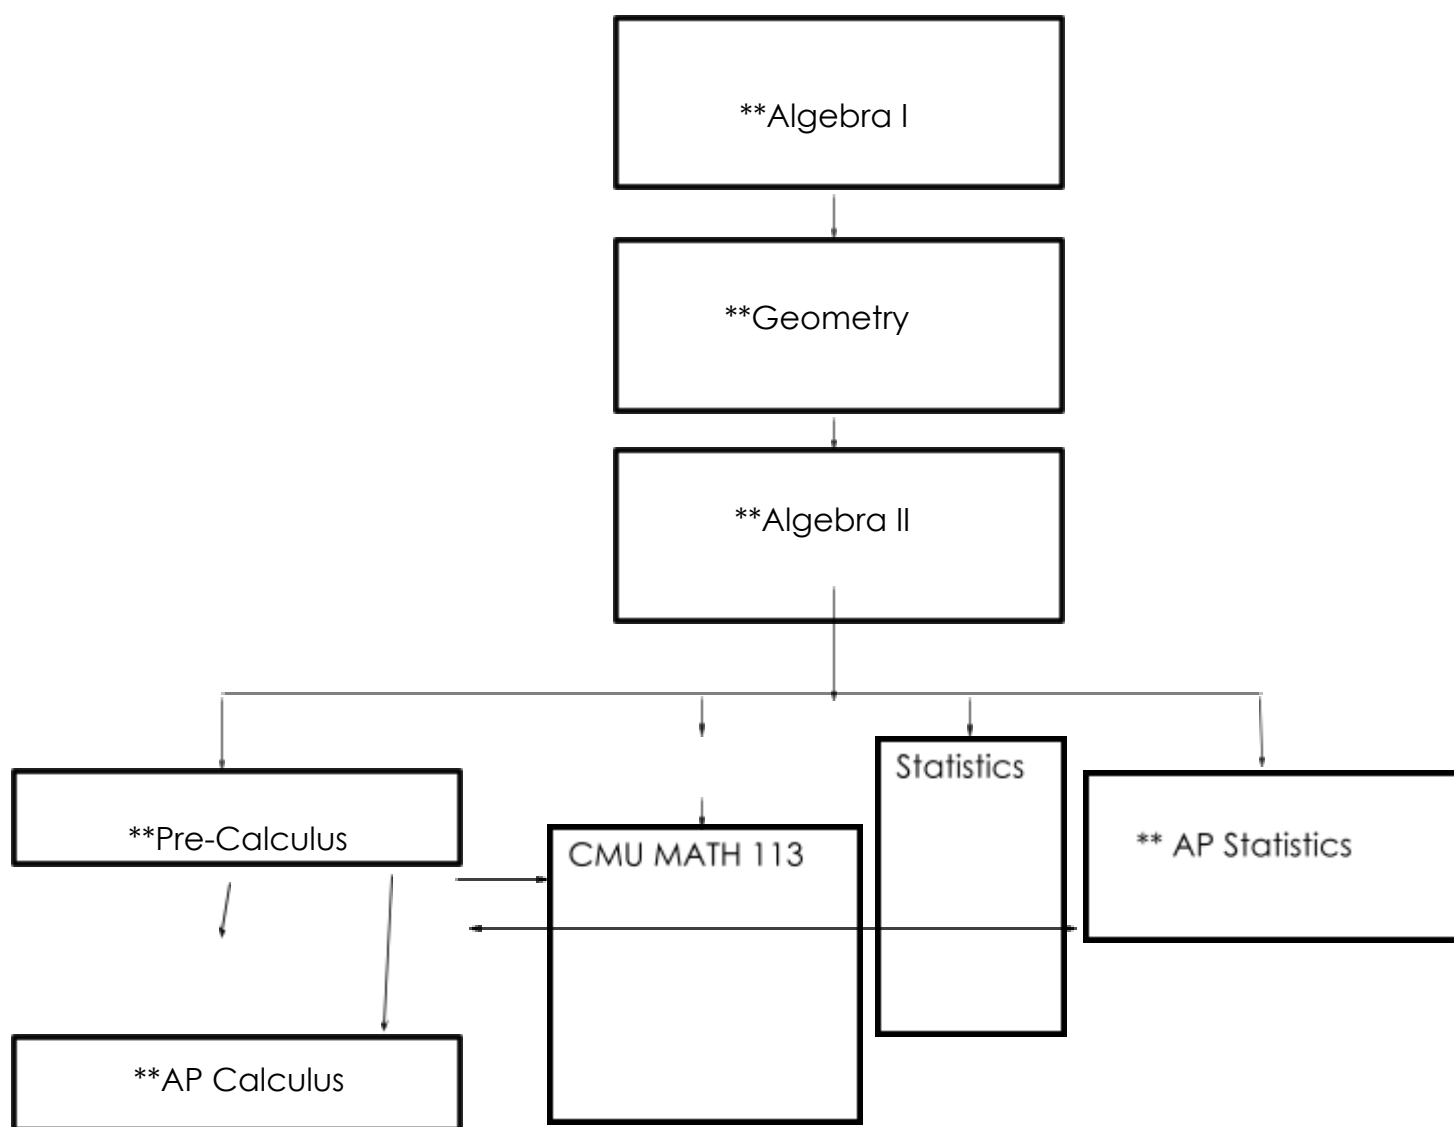 **Algebra I
**Geometry
**Algebra II
Statistics
**Pre-Calculus
CMU MATH 113
** AP Statistics
**AP Calculus